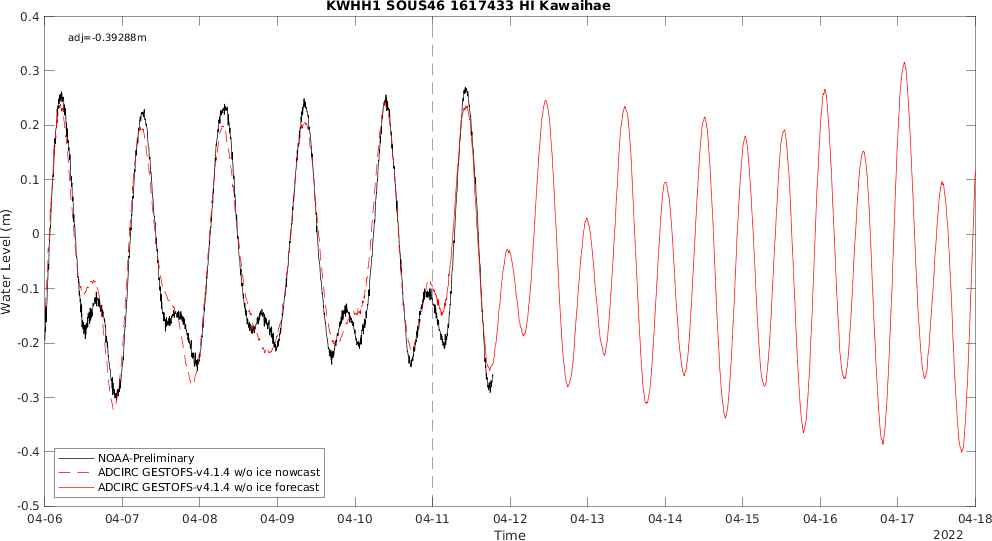 KWHH1 SOUS46 1617433 HI Kawaihae
adj=-0.39288m
0.4
0.3
0.2
0.1
0
-0.1
-0.2
-0.3
-0.4
-0.5
Water Level (m)
NOAA-Preliminary
ADCIRC GESTOFS-v4.1.4 w/o ice nowcast
ADCIRC GESTOFS-v4.1.4 w/o ice forecast
04-06 04-07 04-08 04-09 04-10 04-11 04-12 04-13 04-14 04-15 04-16 04-17 04-18
Time
2022